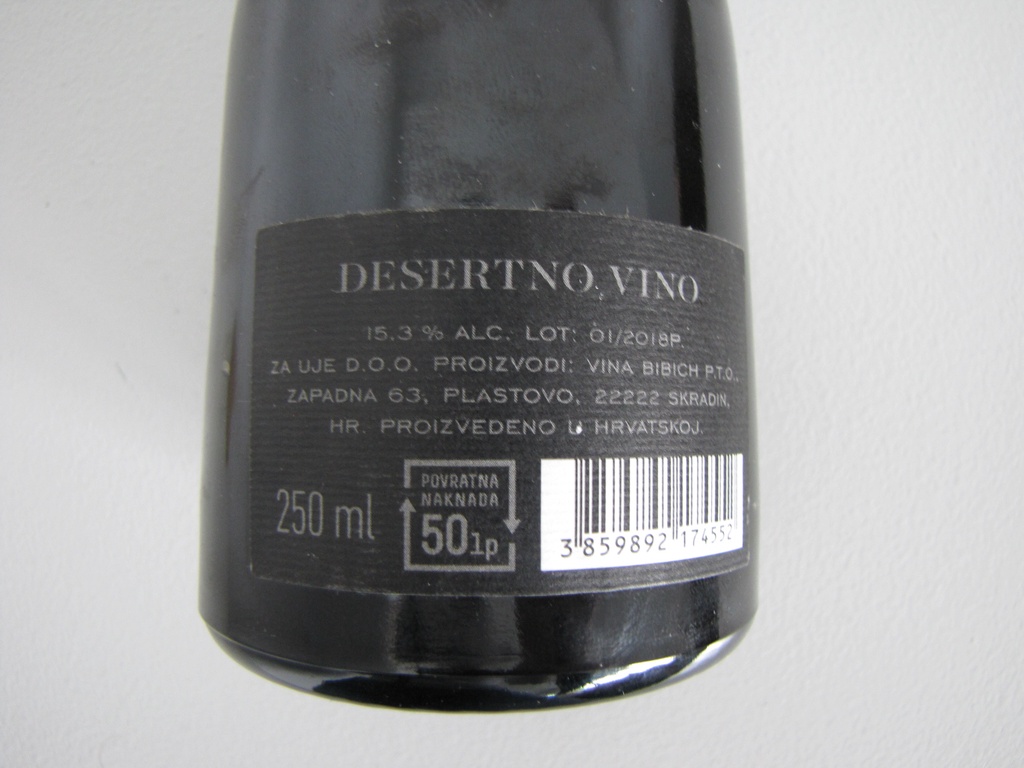 DESERTNO VINO
15.3 % ALC. LOT: 01/2018P
ZA UJE D.O.O. PROIZVODI: VINA BIBICH P.T.O.,
ZAPADNA 63, PLASTOVO, 22222 SKRADIN,
HR. PROIZVEDENO U HRVATSKOJ.
250 ml
POVRATNA
NAKNADA
50lp
3 859892 174552